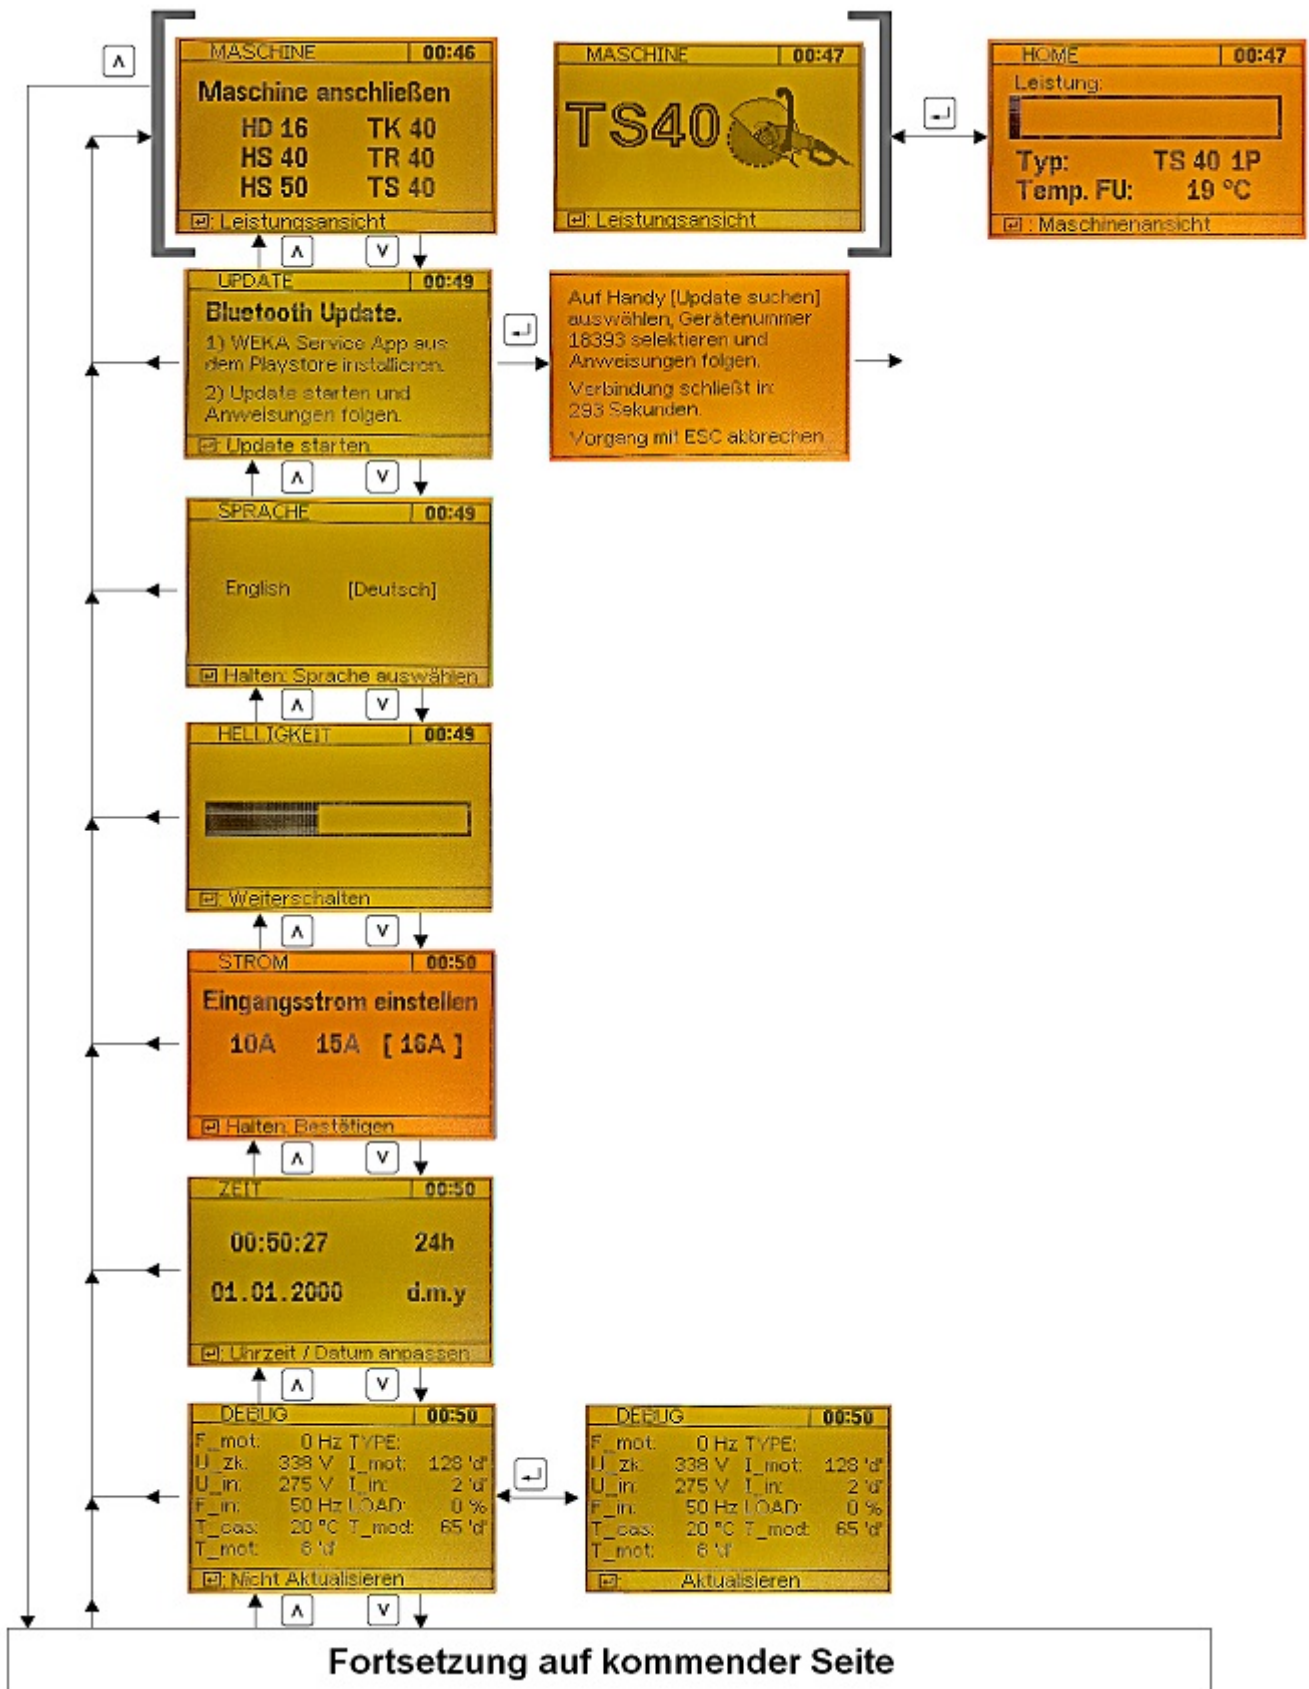 MASCHINE 00:46
Maschine anschließen
HD 16 TK 40
HS 40 TR 40
HS 50 TS 40
: Leistungsansicht
MASCHINE 00:47
TS40
: Leistungsansicht
HOME 00:47
Leistung:
Typ: TS 40 1P
Temp. FU: 19 °C
: Maschinenansicht
UPDATE 00:49
Bluetooth Update.
1) WEKA Service App aus
dem Playstore installieren.
2) Update starten und
Anweisungen folgen.
: Update starten.
Auf Handy [Update suchen]
auswählen, Gerätenummer
18393 selektieren und
Anweisungen folgen.
Verbindung schließt in:
293 Sekunden.
Vorgang mit ESC abbrechen
SPRACHE 00:49
English [Deutsch]
Halten: Sprache auswählen
HELLIGKEIT 00:49
: Weiterschalten
STROM 00:50
Eingangsstrom einstellen
10A 15A [ 16A ]
Halten: Bestätigen
ZEIT 00:50
00:50:27 24h
01.01.2000 d.m.y
: Uhrzeit / Datum anpassen
DEBUG 00:50
F_mot: 0 Hz TYPE:
U_zk: 338 V I_mot: 128 'd'
U_in: 275 V I_in: 2 'd'
F_in: 50 Hz LOAD: 0 %
T_cas: 20 °C T_mod: 65 'd'
T_mot: 6 'd'
: Nicht Aktualisieren
DEBUG 00:50
F_mot: 0 Hz TYPE:
U_zk: 338 V I_mot: 128 'd'
U_in: 275 V I_in: 2 'd'
F_in: 50 Hz LOAD: 0 %
T_cas: 20 °C T_mod: 65 'd'
T_mot: 6 'd'
: Aktualisieren
Fortsetzung auf kommender Seite